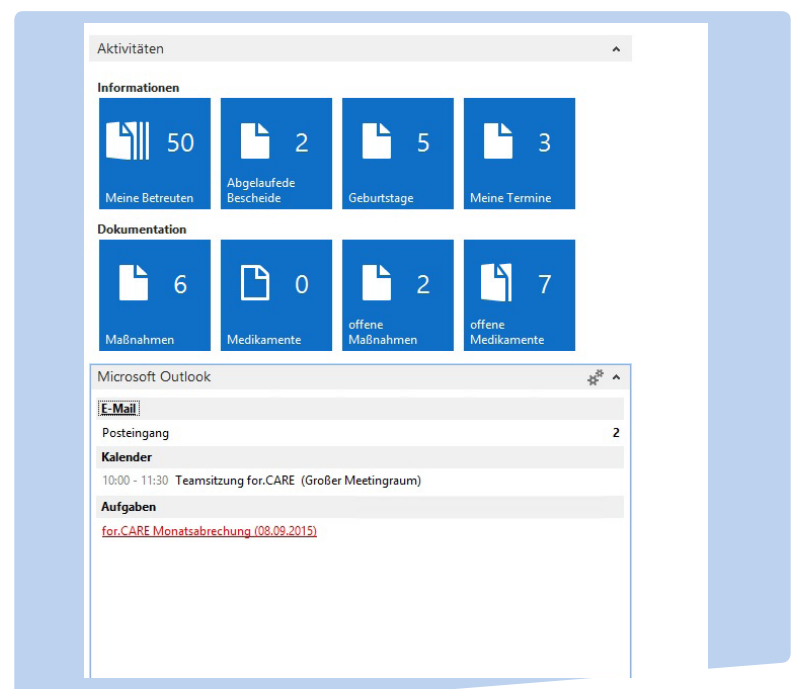 Aktivitäten
Informationen
50
Meine Betreuten
2
Abgelaufede
Bescheide
5
Geburtstage
3
Meine Termine
Dokumentation
6
Maßnahmen
0
Medikamente
2
offene
Maßnahmen
7
offene
Medikamente
Microsoft Outlook
E-Mail
Posteingang 2
Kalender
10:00 - 11:30 Teamsitzung for.CARE (Großer Meetingraum)
Aufgaben
for.CARE Monatsabrechung (08.09.2015)